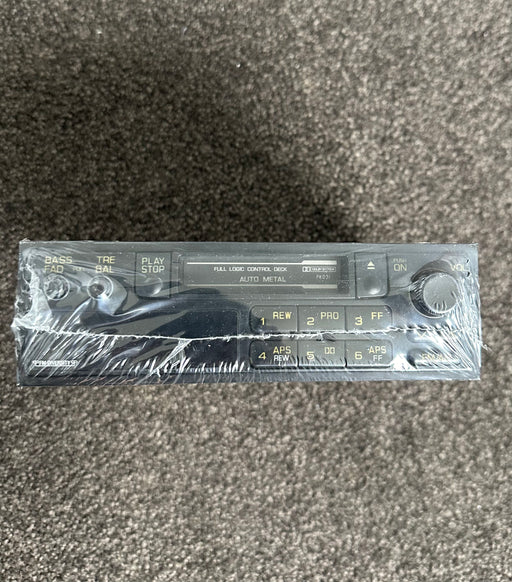 BASS
FAD
TRE
BAL
PLAY
STOP
FULL LOGIC CONTROL DECK
AUTO METAL
PUSH
ON
VOL
1 REW
2 PRO
3 FF
4 APS
REW
5
6 APS
FF